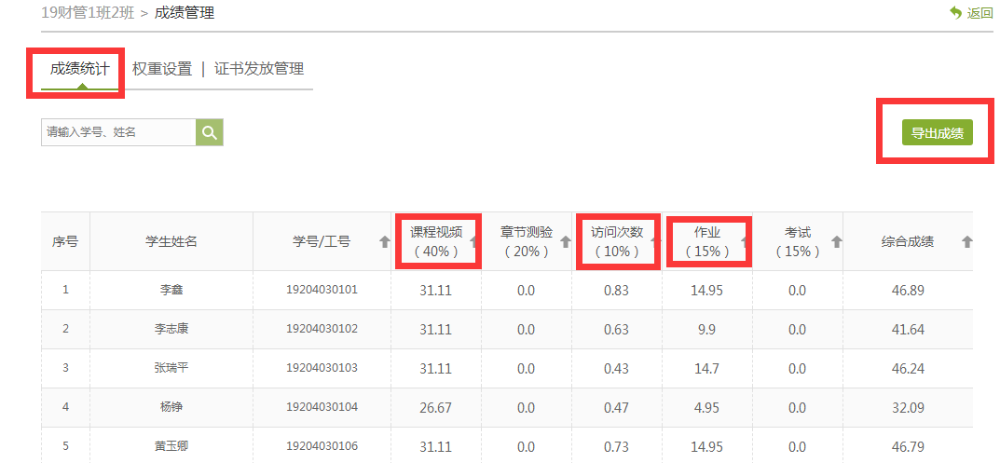 19财管1班2班 > 成绩管理 返回
成绩统计 权重设置 | 证书发放管理
请输入学号、姓名
导出成绩
序号 学生姓名 学号/工号 课程视频 (40%) 章节测验 (20%) 访问次数 (10%) 作业 (15%) 考试 (15%) 综合成绩
1 李鑫 19204030101 31.11 0.0 0.83 14.95 0.0 46.89
2 李志康 19204030102 31.11 0.0 0.63 9.9 0.0 41.64
3 张瑞平 19204030103 31.11 0.0 0.43 14.7 0.0 46.24
4 杨铮 19204030104 26.67 0.0 0.47 4.95 0.0 32.09
5 黄玉卿 19204030106 31.11 0.0 0.73 14.95 0.0 46.79